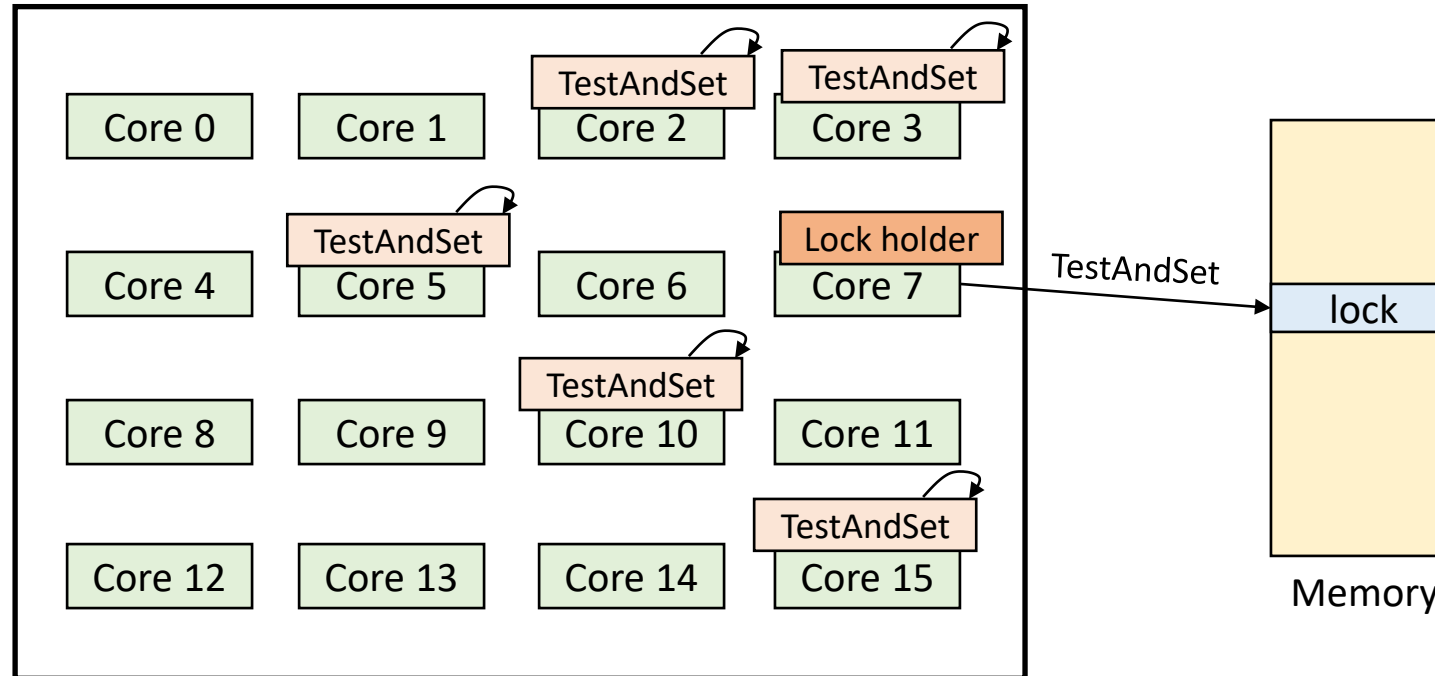 TestAndSet
TestAndSet
Core 0
Core 1
Core 2
Core 3
TestAndSet
Lock holder
TestAndSet
Core 4
Core 5
Core 6
Core 7
lock
TestAndSet
Core 8
Core 9
Core 10
Core 11
TestAndSet
Core 12
Core 13
Core 14
Core 15
Memory